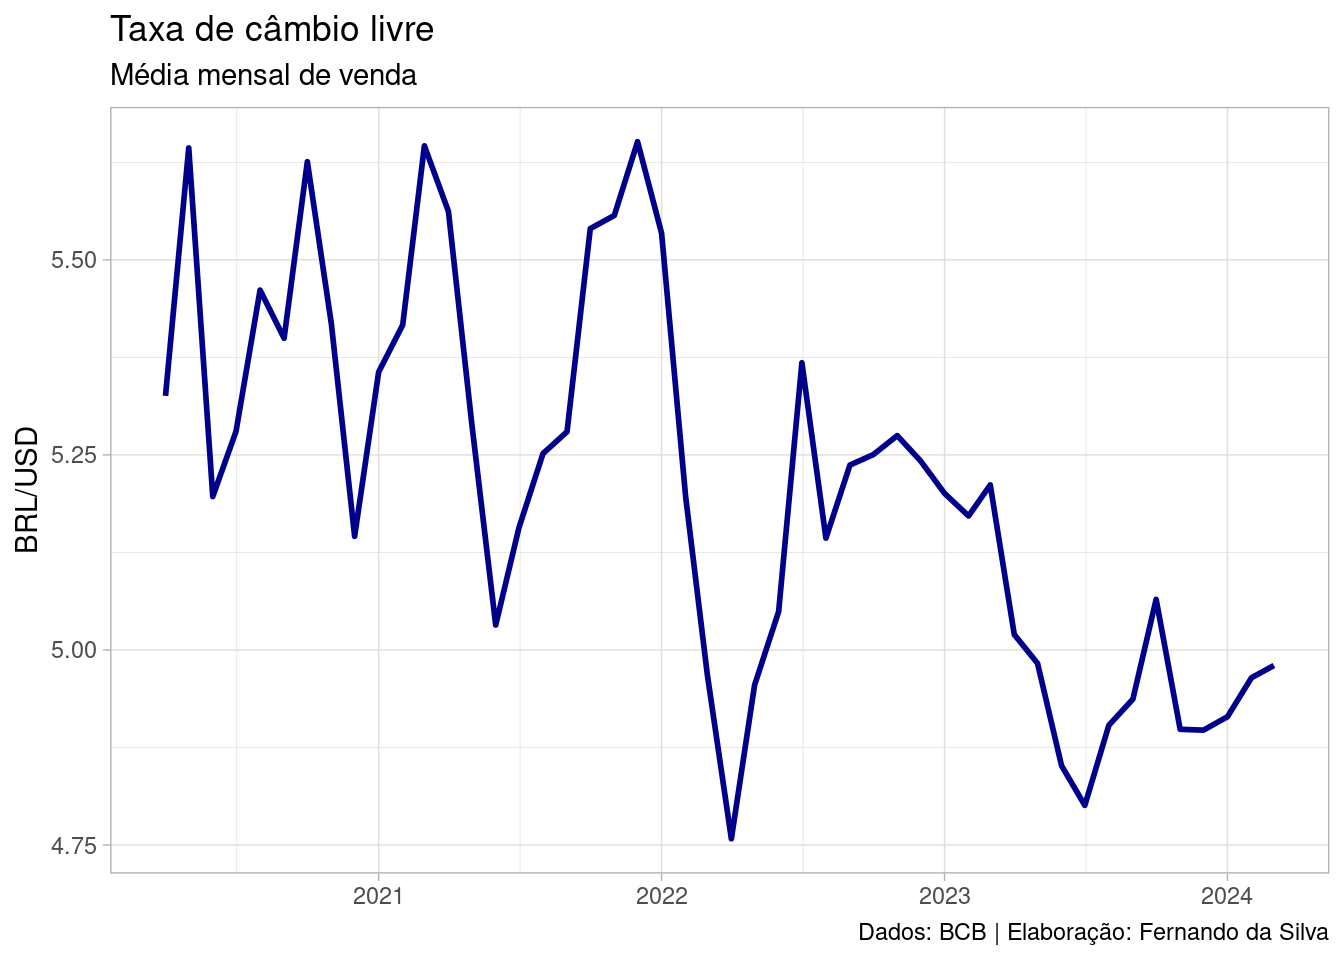 Taxa de câmbio livre
Média mensal de venda
BRL/USD
5.50
5.25
5.00
4.75
2021
2022
2023
2024
Dados: BCB | Elaboração: Fernando da Silva